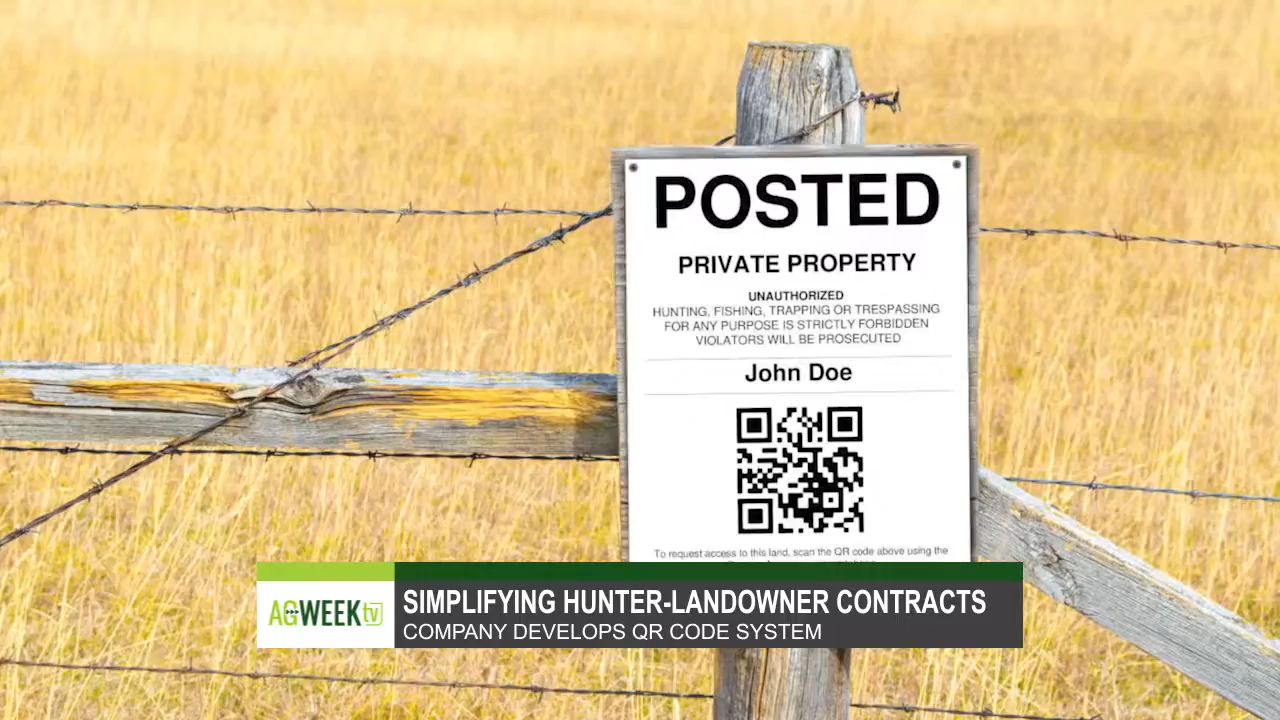 POSTED
PRIVATE PROPERTY
UNAUTHORIZED
HUNTING, FISHING, TRAPPING OR TRESPASSING
FOR ANY PURPOSE IS STRICTLY FORBIDDEN
VIOLATORS WILL BE PROSECUTED
John Doe
To request access to this land, scan the QR code above using the
AGWEEK tv
SIMPLIFYING HUNTER-LANDOWNER CONTRACTS
COMPANY DEVELOPS QR CODE SYSTEM